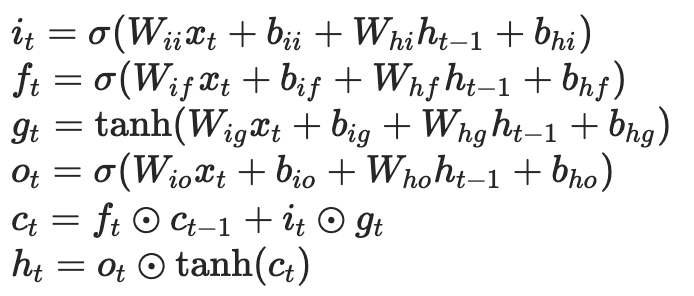 i_t = σ(W_{ii}x_t + b_{ii} + W_{hi}h_{t−1} + b_{hi})
f_t = σ(W_{if}x_t + b_{if} + W_{hf}h_{t−1} + b_{hf})
g_t = tanh(W_{ig}x_t + b_{ig} + W_{hg}h_{t−1} + b_{hg})
o_t = σ(W_{io}x_t + b_{io} + W_{ho}h_{t−1} + b_{ho})
c_t = f_t ⊙ c_{t−1} + i_t ⊙ g_t
h_t = o_t ⊙ tanh(c_t)